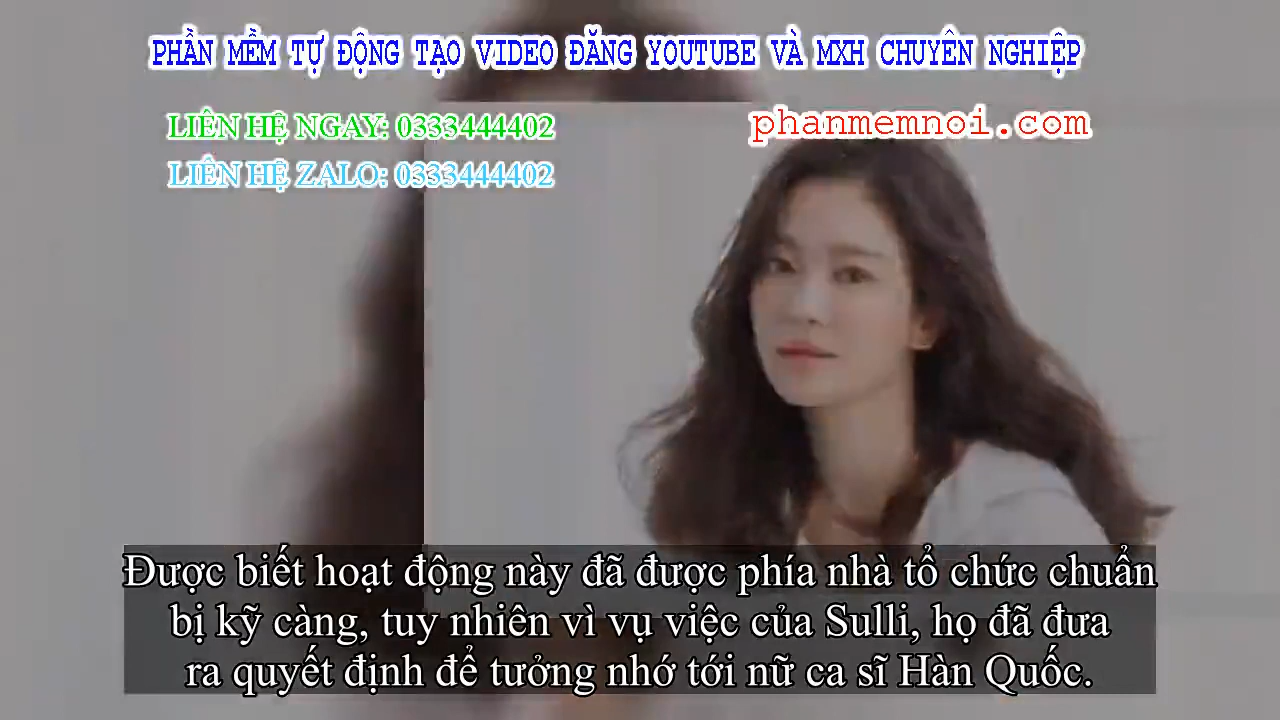 PHẦN MỀM TỰ ĐỘNG TẠO VIDEO ĐĂNG YOUTUBE VÀ MXH CHUYÊN NGHIỆP
LIÊN HỆ NGAY: 0333444402
phanmemnoi.com
LIÊN HỆ ZALO: 0333444402
Được biết hoạt động này đã được phía nhà tổ chức chuẩn
bị kỹ càng, tuy nhiên vì vụ việc của Sulli, họ đã đưa
ra quyết định để tưởng nhớ tới nữ ca sĩ Hàn Quốc.